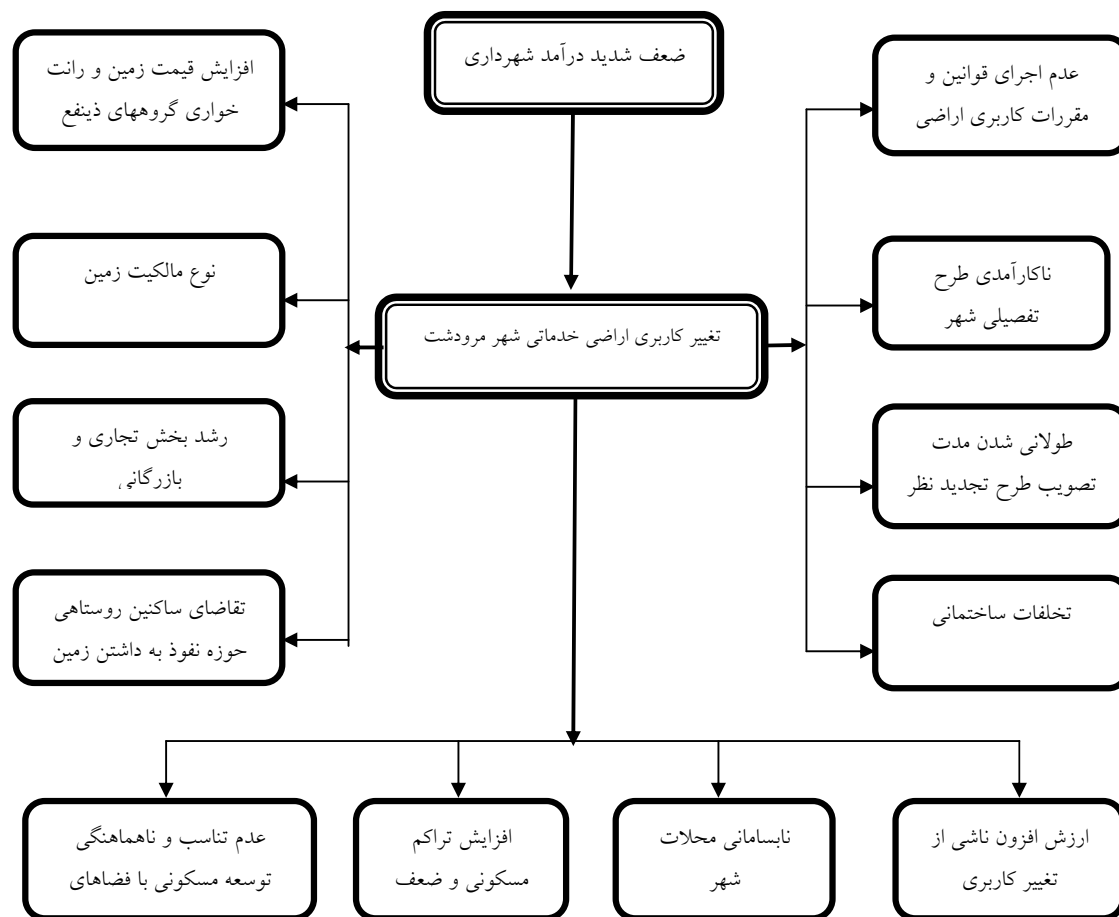 ضعف شدید درآمد شهرداری
عدم اجرای قوانین و
مقررات کاربری اراضی
افزایش قیمت زمین و رانت
خواری گروههای ذینفع
ناکارآمدی طرح
تفصیلی شهر
نوع مالکیت زمین
تغییر کاربری اراضی خدماتی شهر مرودشت
طولانی شدن مدت
تصویب طرح تجدید نظر
رشد بخش تجاری و
بازرگانی
تخلفات ساختمانی
تقاضای ساکنین روستاهی
حوزه نفوذ به داشتن زمین
ارزش افزون ناشی از
تغییر کاربری
نابسامانی محلات
شهر
افزایش تراکم
مسکونی و ضعف
عدم تناسب و ناهماهنگی
توسعه مسکونی با فضاهای